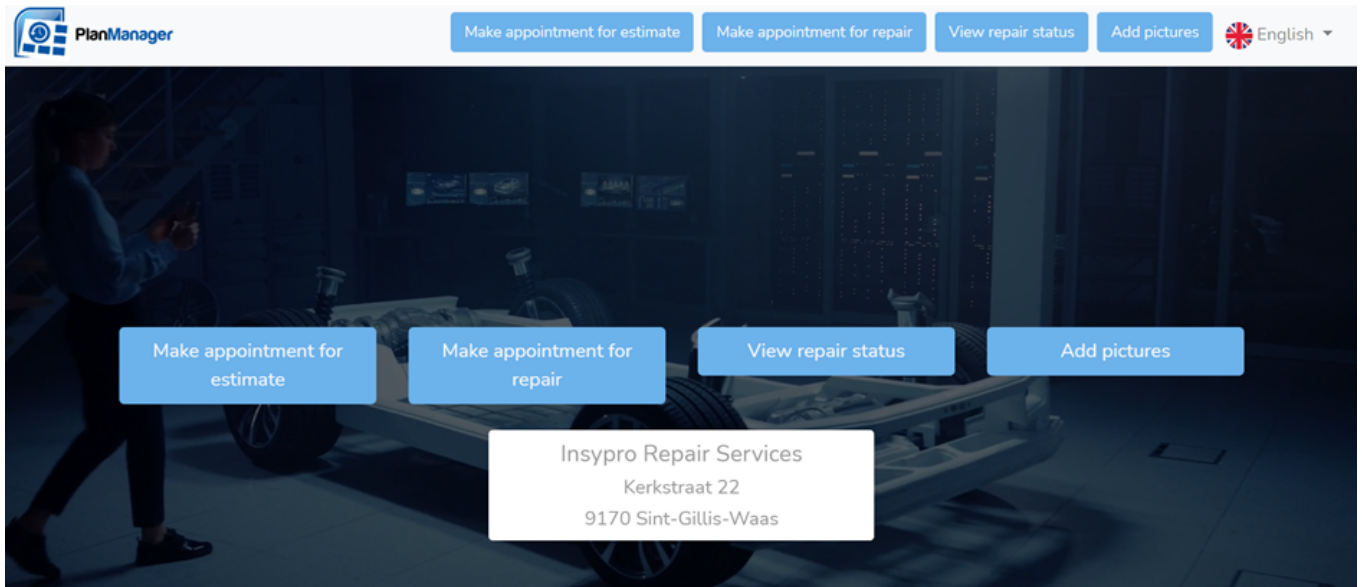 PlanManager
Make appointment for estimate
Make appointment for repair
View repair status
Add pictures
English
Make appointment for
estimate
Make appointment for
repair
View repair status
Add pictures
Insypro Repair Services
Kerkstraat 22
9170 Sint-Gillis-Waas